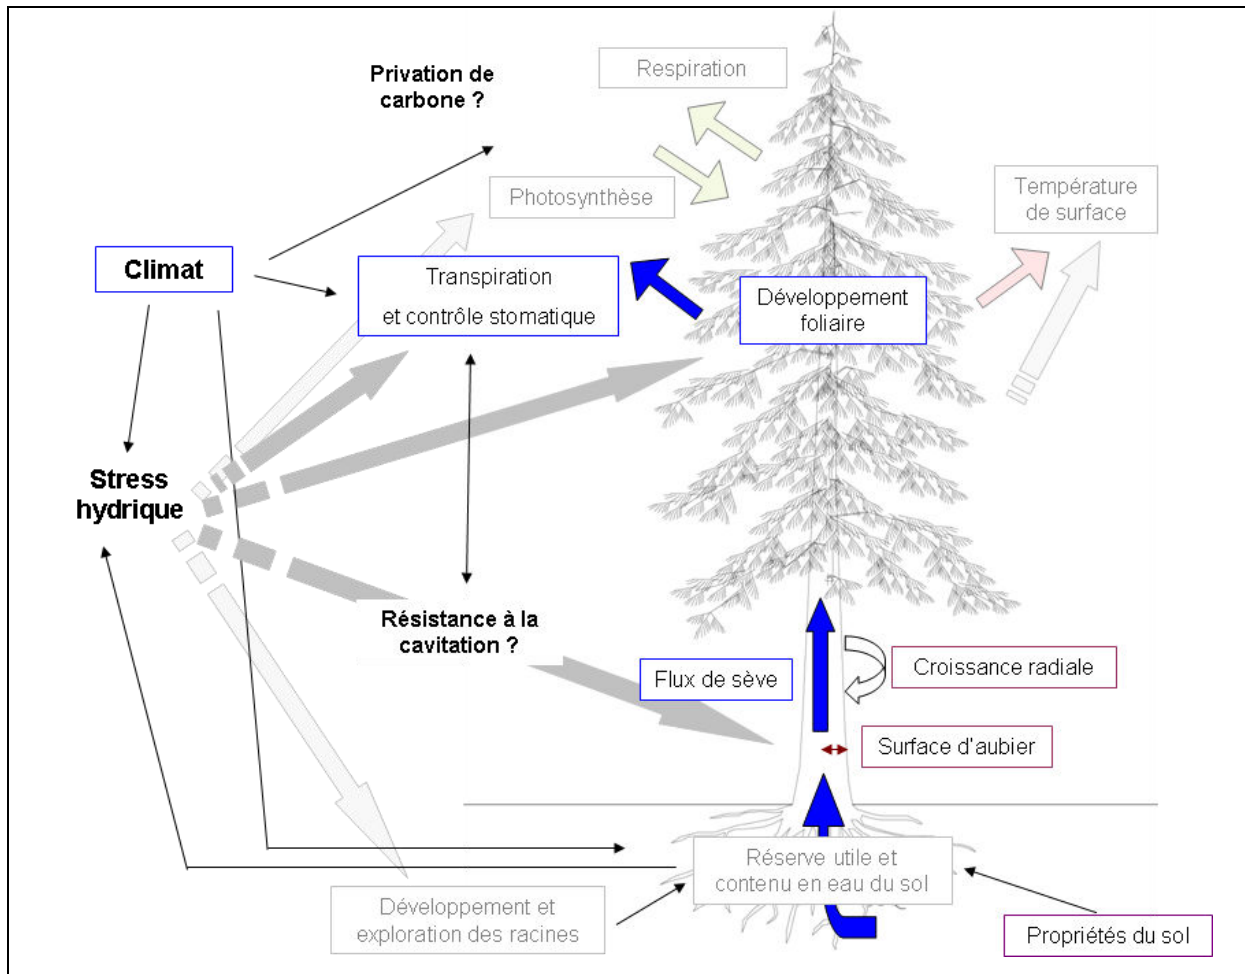 Privation de
carbone ?
Respiration
Photosynthèse
Température
de surface
Climat
Transpiration
et contrôle stomatique
Développement
foliaire
Stress
hydrique
Résistance à la
cavitation ?
Flux de sève
Croissance radiale
Surface d'aubier
Réserve utile et
contenu en eau du sol
Développement et
exploration des racines
Propriétés du sol